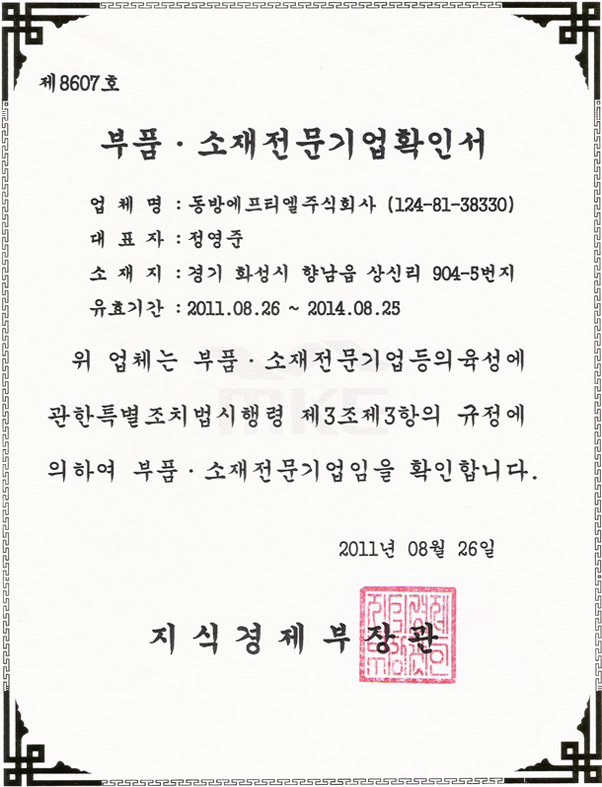 제8607호
부품·소재전문기업확인서
업 체 명 : 동방에프티엘주식회사 (124-81-38330)
대 표 자 : 정영준
소 재 지 : 경기 화성시 향남읍 상신리 904-5번지
유효기간 : 2011.08.26 ~ 2014.08.25
위 업체는 부품·소재전문기업등의육성에
관한특별조치법시행령 제3조제3항의 규정에
의하여 부품·소재전문기업임을 확인합니다.
MKE
2011년 08월 26일
지식경제부장관